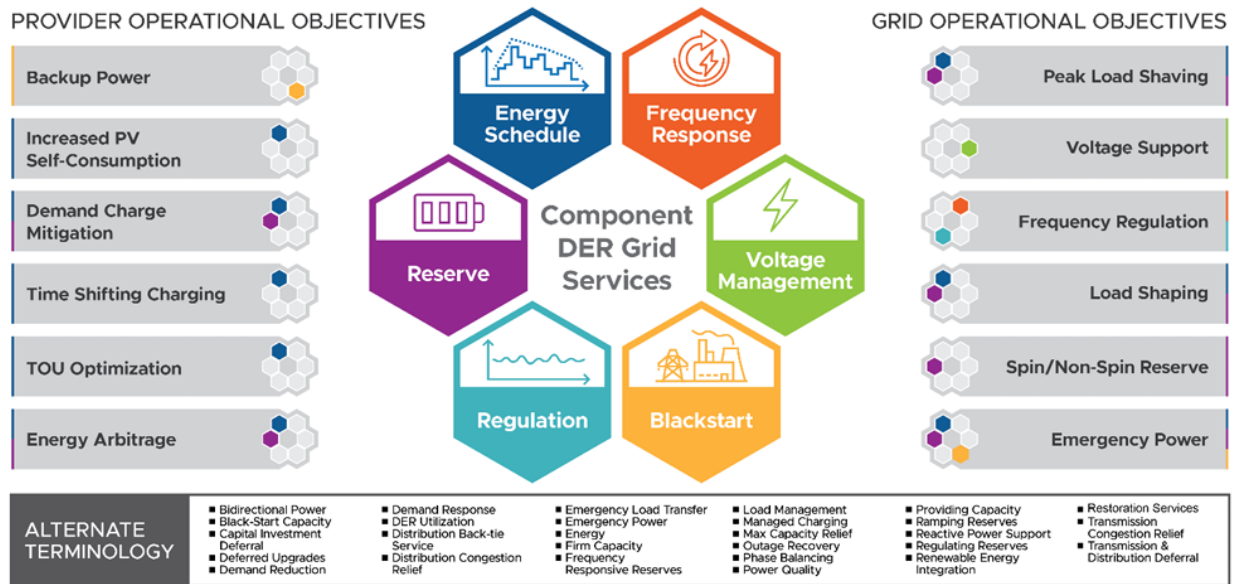 PROVIDER OPERATIONAL OBJECTIVES
Backup Power
Increased PV
Self-Consumption
Demand Charge
Mitigation
Time Shifting Charging
TOU Optimization
Energy Arbitrage
Energy
Schedule
Frequency
Response
Reserve
Component
DER Grid
Services
Voltage
Management
Regulation
Blackstart
GRID OPERATIONAL OBJECTIVES
Peak Load Shaving
Voltage Support
Frequency Regulation
Load Shaping
Spin/Non-Spin Reserve
Emergency Power
ALTERNATE
TERMINOLOGY
▪ Bidirectional Power
▪ Black-Start Capacity
▪ Capital Investment
Deferral
▪ Deferred Upgrades
▪ Demand Reduction
▪ Demand Response
▪ DER Utilization
▪ Distribution Back-tie
Service
▪ Distribution Congestion
Relief
▪ Emergency Load Transfer
▪ Emergency Power
▪ Energy
▪ Firm Capacity
▪ Frequency
Responsive Reserves
▪ Load Management
▪ Managed Charging
▪ Max Capacity Relief
▪ Outage Recovery
▪ Phase Balancing
▪ Power Quality
▪ Providing Capacity
▪ Ramping Reserves
▪ Reactive Power Support
▪ Regulating Reserves
▪ Renewable Energy
Integration
▪ Restoration Services
▪ Transmission
Congestion Relief
▪ Transmission &
Distribution Deferral